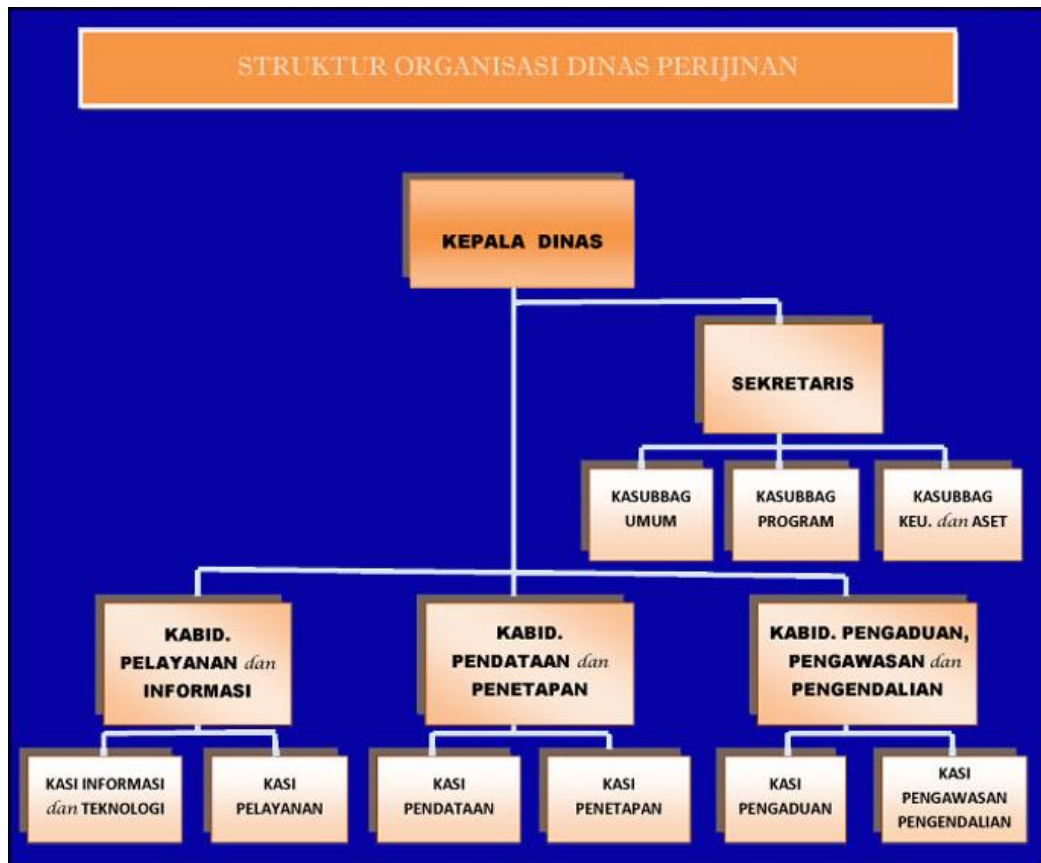 STRUKTUR ORGANISASI DINAS PERIJINAN
KEPALA DINAS
SEKRETARIS
KASUBBAG
UMUM
KASUBBAG
PROGRAM
KASUBBAG
KEU. dan ASET
KABID.
PELAYANAN dan
INFORMASI
KABID.
PENDATAAN dan
PENETAPAN
KABID. PENGADUAN,
PENGAWASAN dan
PENGENDALIAN
KASI INFORMASI
dan TEKNOLOGI
KASI
PELAYANAN
KASI
PENDATAAN
KASI
PENETAPAN
KASI
PENGADUAN
KASI
PENGAWASAN
PENGENDALIAN